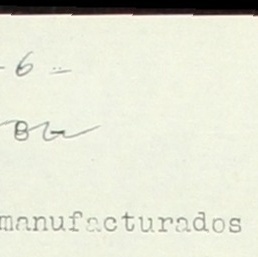 - 6 =
manufacturados